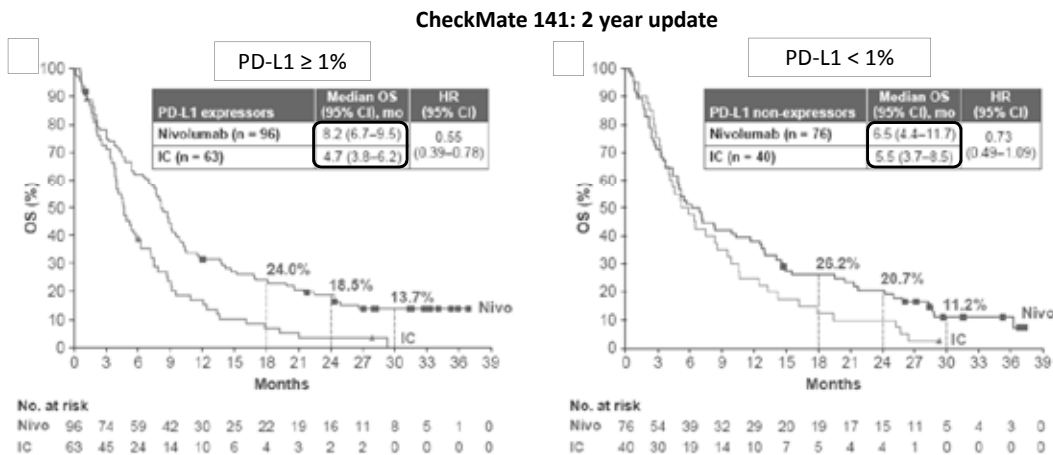 CheckMate 141: 2 year update
PD-L1 ≥ 1%
100
90
80
70
60
50
40
30
20
10
0
OS (%)
PD-L1 expressors Median OS (95% CI), mo HR (95% CI)
Nivolumab (n = 96) 8.2 (6.7–9.5) 0.55 (0.39–0.78)
IC (n = 63) 4.7 (3.8–6.2)
24.0%
18.5%
13.7%
Nivo
IC
0 3 6 9 12 15 18 21 24 27 30 33 36 39
Months
No. at risk
Nivo 96 74 59 42 30 25 22 19 16 11 8 5 1 0
IC 63 45 24 14 10 6 4 3 2 2 0 0 0 0
PD-L1 < 1%
100
90
80
70
60
50
40
30
20
10
0
OS (%)
PD-L1 non-expressors Median OS (95% CI), mo HR (95% CI)
Nivolumab (n = 76) 6.5 (4.4–11.7) 0.73 (0.49–1.09)
IC (n = 40) 5.5 (3.7–8.5)
26.2%
20.7%
11.2%
Nivo
IC
0 3 6 9 12 15 18 21 24 27 30 33 36 39
Months
No. at risk
Nivo 76 54 39 32 29 20 19 17 15 11 5 4 3 0
IC 40 30 19 14 10 7 5 4 4 1 0 0 0 0